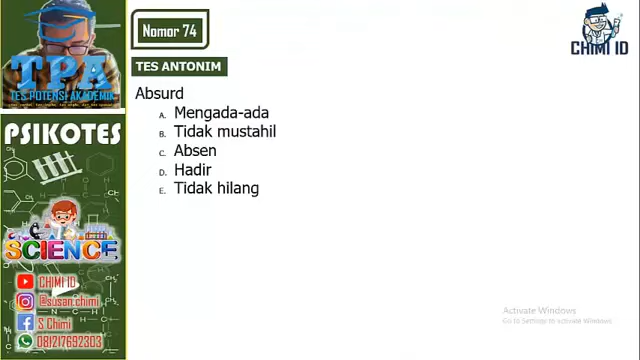 Nomor 74
CHIMI ID
TPA
TES POTENSI AKADEMIK
TES ANTONIM
Absurd
A. Mengada-ada
B. Tidak mustahil
C. Absen
D. Hadir
E. Tidak hilang
PSIKOTES
SCIENCE
CHIMI ID
@susan.chimi
S Chimi
081217692303
Activate Windows
Go to Settings to activate Windows.